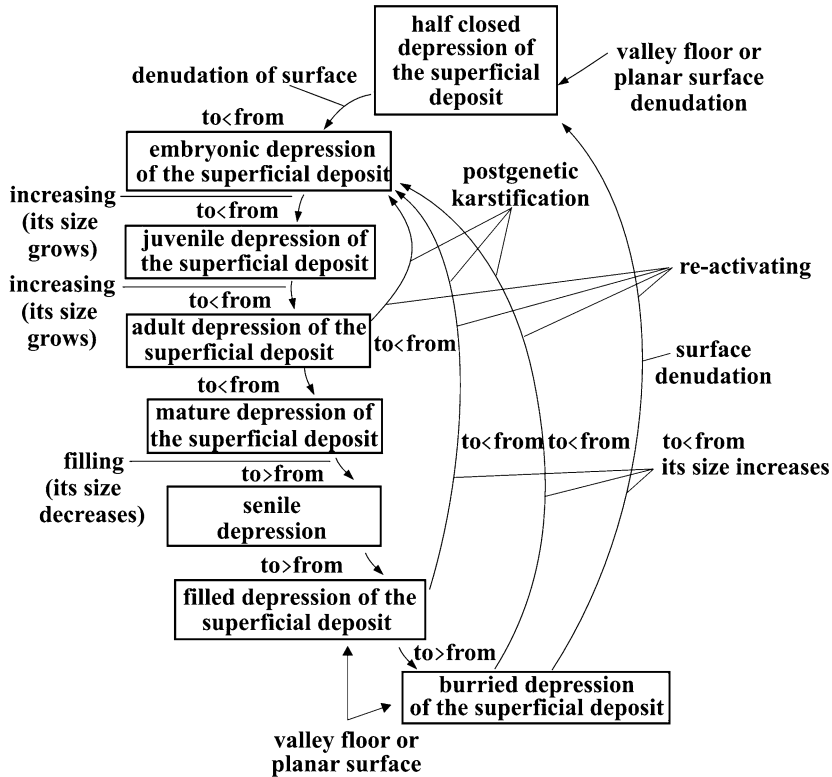 half closed
depression of
the superficial
deposit
valley floor or
planar surface
denudation
denudation of surface
to<from
embryonic depression
of the superficial deposit
postgenetic
karstification
increasing
(its size
grows)
to<from
juvenile depression of
the superficial deposit
re-activating
increasing
(its size
grows)
to<from
adult depression of the
superficial deposit
to<from
surface
denudation
to<from
mature depression of
the superficial deposit
to<from
to<from
to<from
its size increases
filling
(its size
decreases)
to>from
senile
depression
to>from
filled depression of the
superficial deposit
to>from
burried depression
of the superficial deposit
valley floor or
planar surface